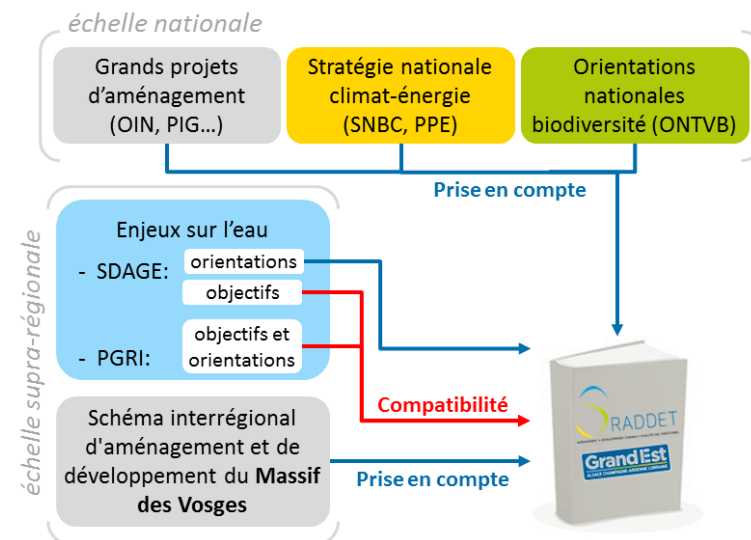 échelle nationale
Grands projets
d'aménagement
(OIN, PIG...)
Stratégie nationale
climat-énergie
(SNBC, PPE)
Orientations
nationales
biodiversité (ONTVB)
Prise en compte
échelle supra-régionale
Enjeux sur l'eau
- SDAGE:
orientations
objectifs
- PGRI:
objectifs et
orientations
Compatibilité
Schéma interrégional
d'aménagement et de
développement du Massif
des Vosges
Prise en compte
SRADDET
GrandEst
ALSACE CHAMPAGNE-ARDENNE LORRAINE